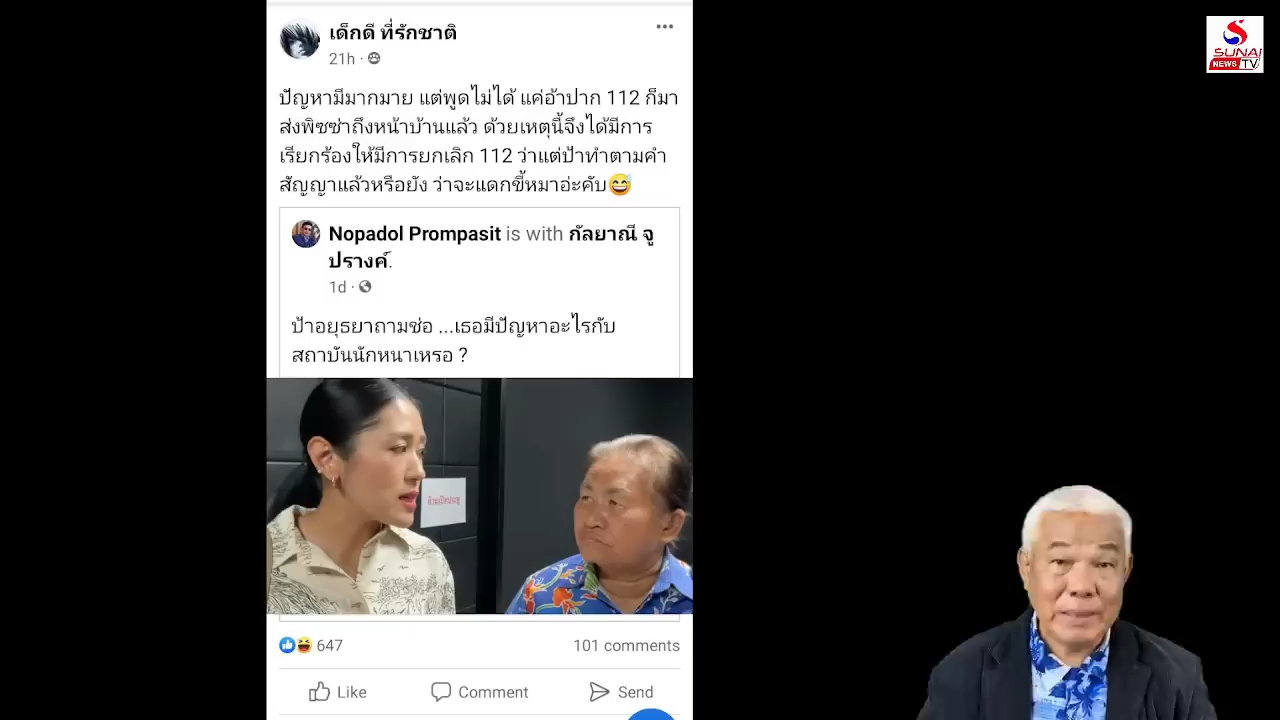 เด็กดี ที่รักชาติ
21h
ปัญหามีมากมาย แต่พูดไม่ได้ แค่อ้าปาก 112 ก็มา
ส่งพิซซ่าถึงหน้าบ้านแล้ว ด้วยเหตุนี้จึงได้มีการ
เรียกร้องให้มีการยกเลิก 112 ว่าแต่ป้าทำตามคำ
สัญญาแล้วหรือยัง ว่าจะแดกขี้หมาอ่ะคับ😅
Nopadol Prompasit is with กัลยาณี จู
ปรางค์.
1d
ป้าอยุธยาถามช่อ ...เธอมีปัญหาอะไรกับ
สถาบันนักหนาเหรอ ?
ห้ามเปิดประตู
647
101 comments
Like
Comment
Send
SUNAI
NEWS TV